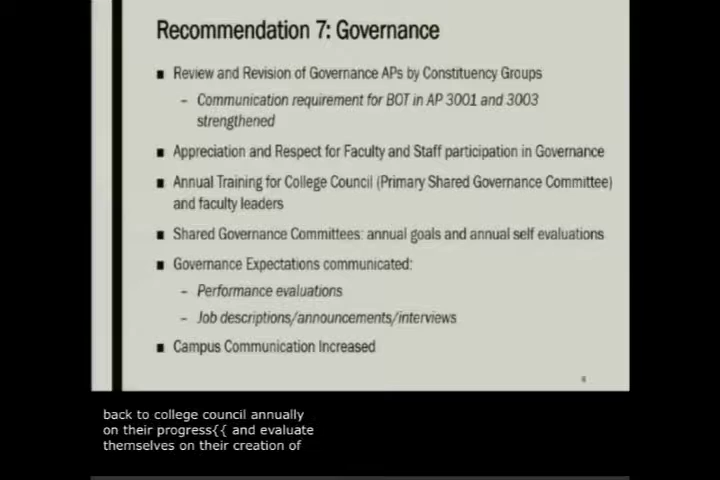 Recommendation 7: Governance
■ Review and Revision of Governance APs by Constituency Groups
– Communication requirement for BOT in AP 3001 and 3003
strengthened
■ Appreciation and Respect for Faculty and Staff participation in Governance
■ Annual Training for College Council (Primary Shared Governance Committee)
and faculty leaders
■ Shared Governance Committees: annual goals and annual self evaluations
■ Governance Expectations communicated:
– Performance evaluations
– Job descriptions/announcements/interviews
■ Campus Communication Increased
back to college council annually
on their progress{{ and evaluate
themselves on their creation of